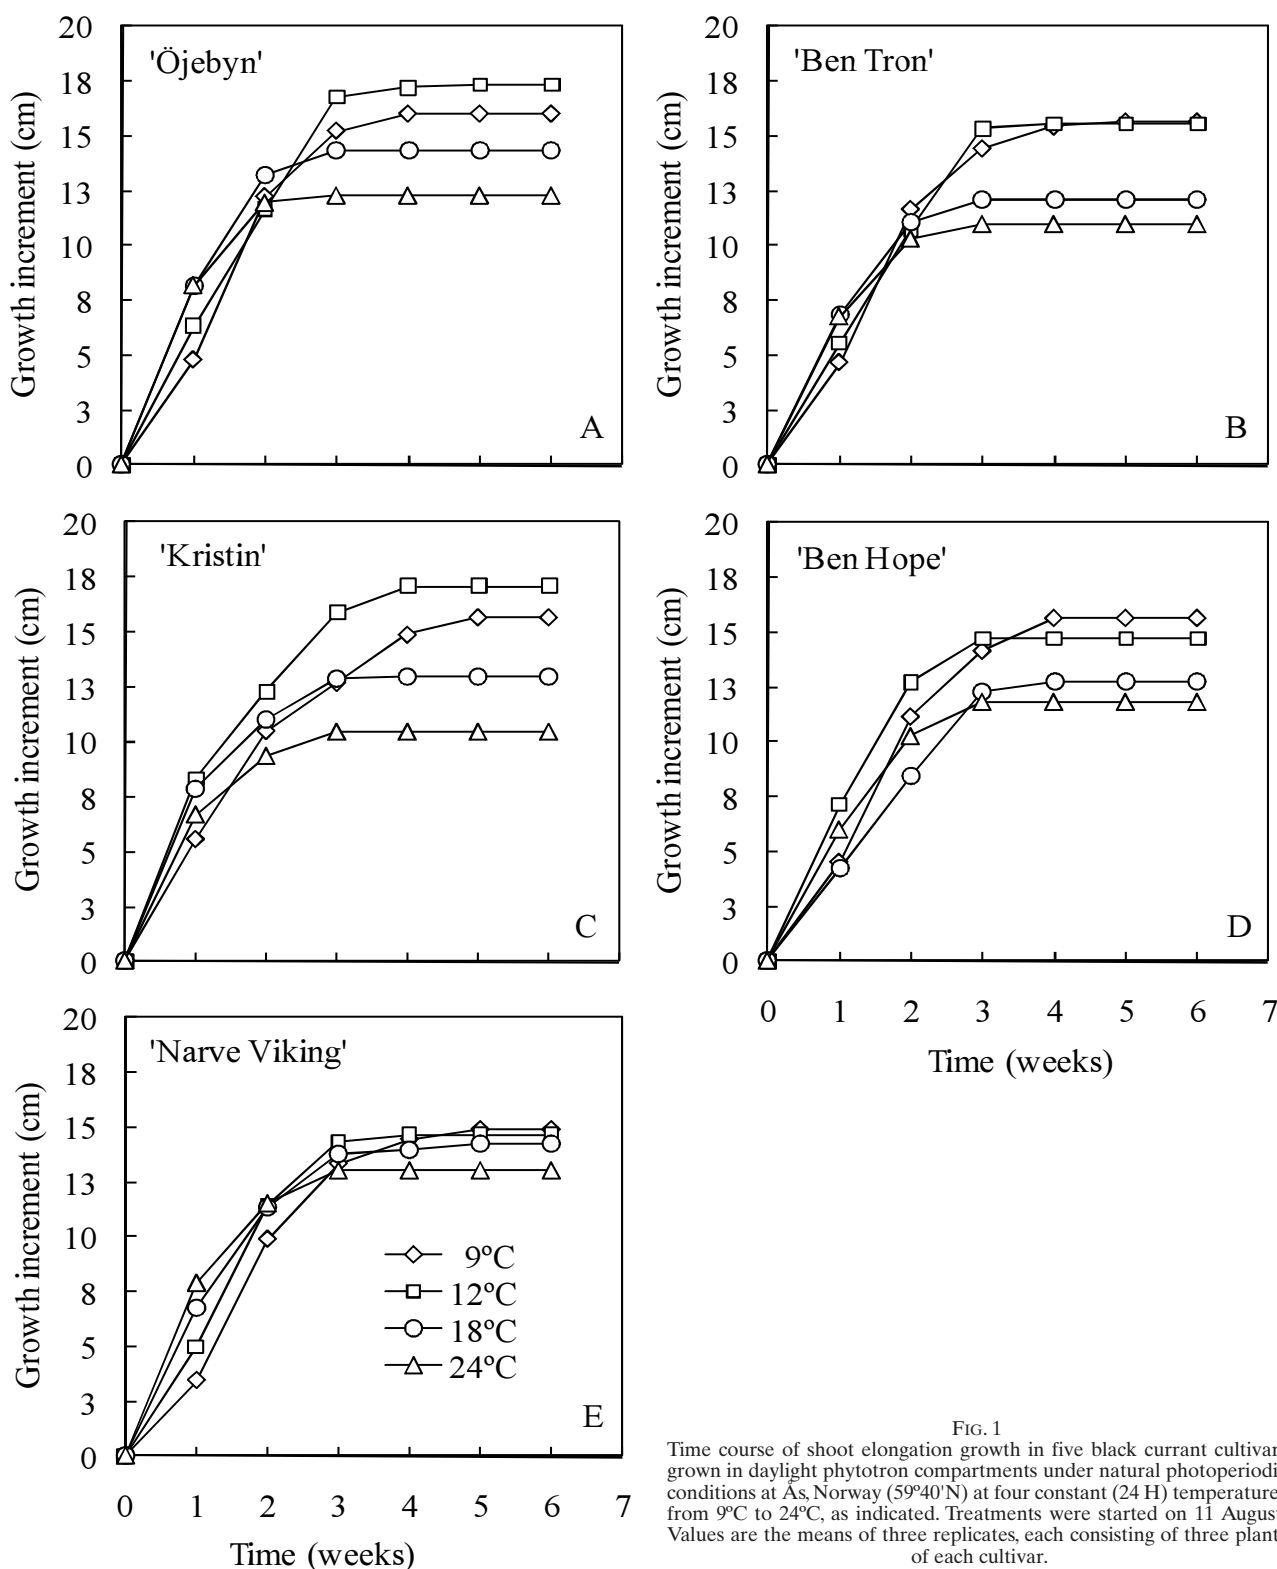 20
18
15
13
10
8
5
3
0
Growth increment (cm)
'Öjebyn'
A
20
18
15
13
10
8
5
3
0
Growth increment (cm)
'Ben Tron'
B
20
18
15
13
10
8
5
3
0
Growth increment (cm)
'Kristin'
C
20
18
15
13
10
8
5
3
0
Growth increment (cm)
'Ben Hope'
D
0 1 2 3 4 5 6 7
Time (weeks)
20
18
15
13
10
8
5
3
0
Growth increment (cm)
'Narve Viking'
9ºC
12ºC
18ºC
24ºC
E
0 1 2 3 4 5 6 7
Time (weeks)
FIG. 1
Time course of shoot elongation growth in five black currant cultivar
grown in daylight phytotron compartments under natural photoperiodi
conditions at Ås, Norway (59º40'N) at four constant (24 H) temperature
from 9ºC to 24ºC, as indicated. Treatments were started on 11 Augus
Values are the means of three replicates, each consisting of three plant
of each cultivar.